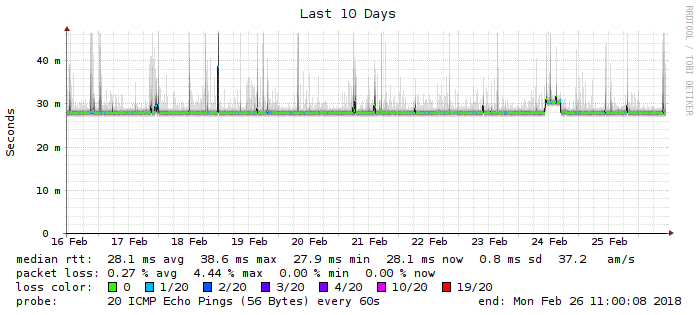 Last 10 Days
RRDTOOL / TOBI OETIKER
Seconds
40 m
30 m
20 m
10 m
0
16 Feb 17 Feb 18 Feb 19 Feb 20 Feb 21 Feb 22 Feb 23 Feb 24 Feb 25 Feb
median rtt: 28.1 ms avg 38.6 ms max 27.9 ms min 28.1 ms now 0.8 ms sd 37.2 am/s
packet loss: 0.27 % avg 4.44 % max 0.00 % min 0.00 % now
loss color: 0 1/20 2/20 3/20 4/20 10/20 19/20
probe: 20 ICMP Echo Pings (56 Bytes) every 60s end: Mon Feb 26 11:00:08 2018